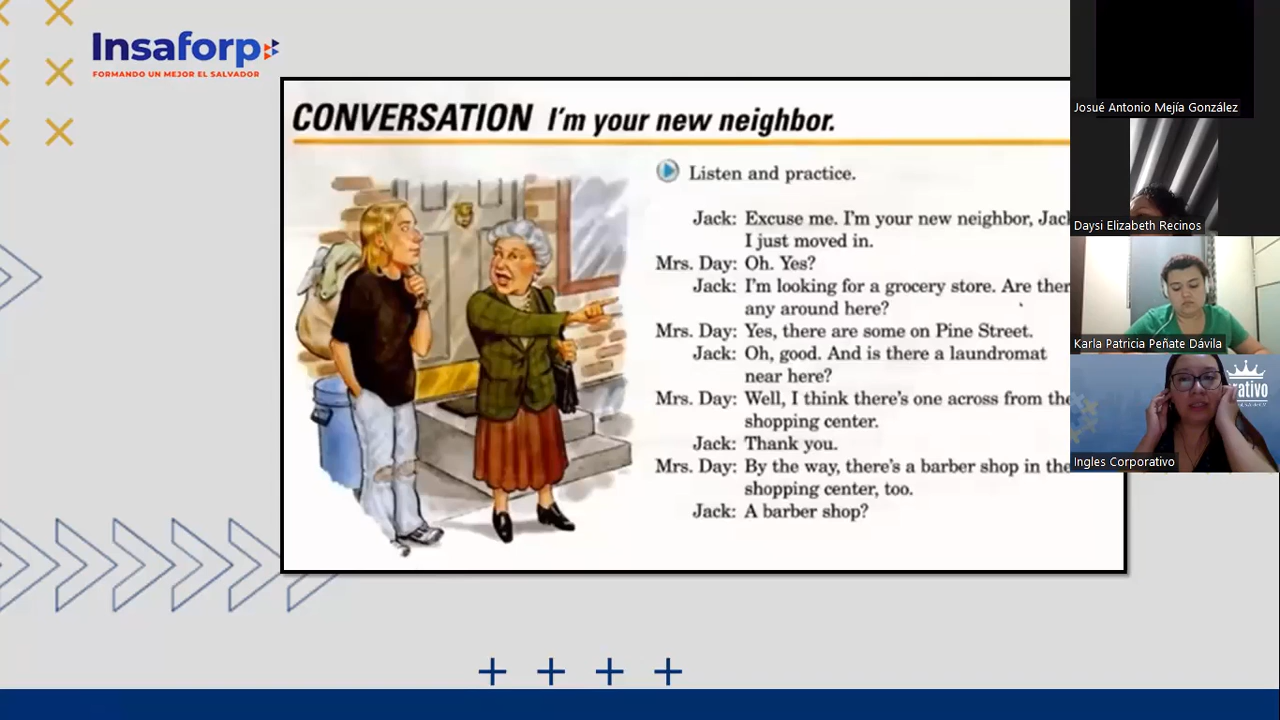 Insaforp
FORMANDO UN MEJOR EL SALVADOR
CONVERSATION I'm your new neighbor.
Listen and practice.
Jack: Excuse me. I'm your new neighbor,
I just moved in.
Mrs. Day: Oh. Yes?
Jack: I'm looking for a grocery store. Are
any around here?
Mrs. Day: Yes, there are some on Pine Street.
Jack: Oh, good. And is there a laundromat
near here?
Mrs. Day: Well, I think there's one across from the
shopping center.
Jack: Thank you.
Mrs. Day: By the way, there's a barber shop in the
shopping center, too.
Jack: A barber shop?
Josué Antonio Mejía González
Daysi Elizabeth Recinos
Karla Patricia Peñate Dávila
Ingles Corporativo